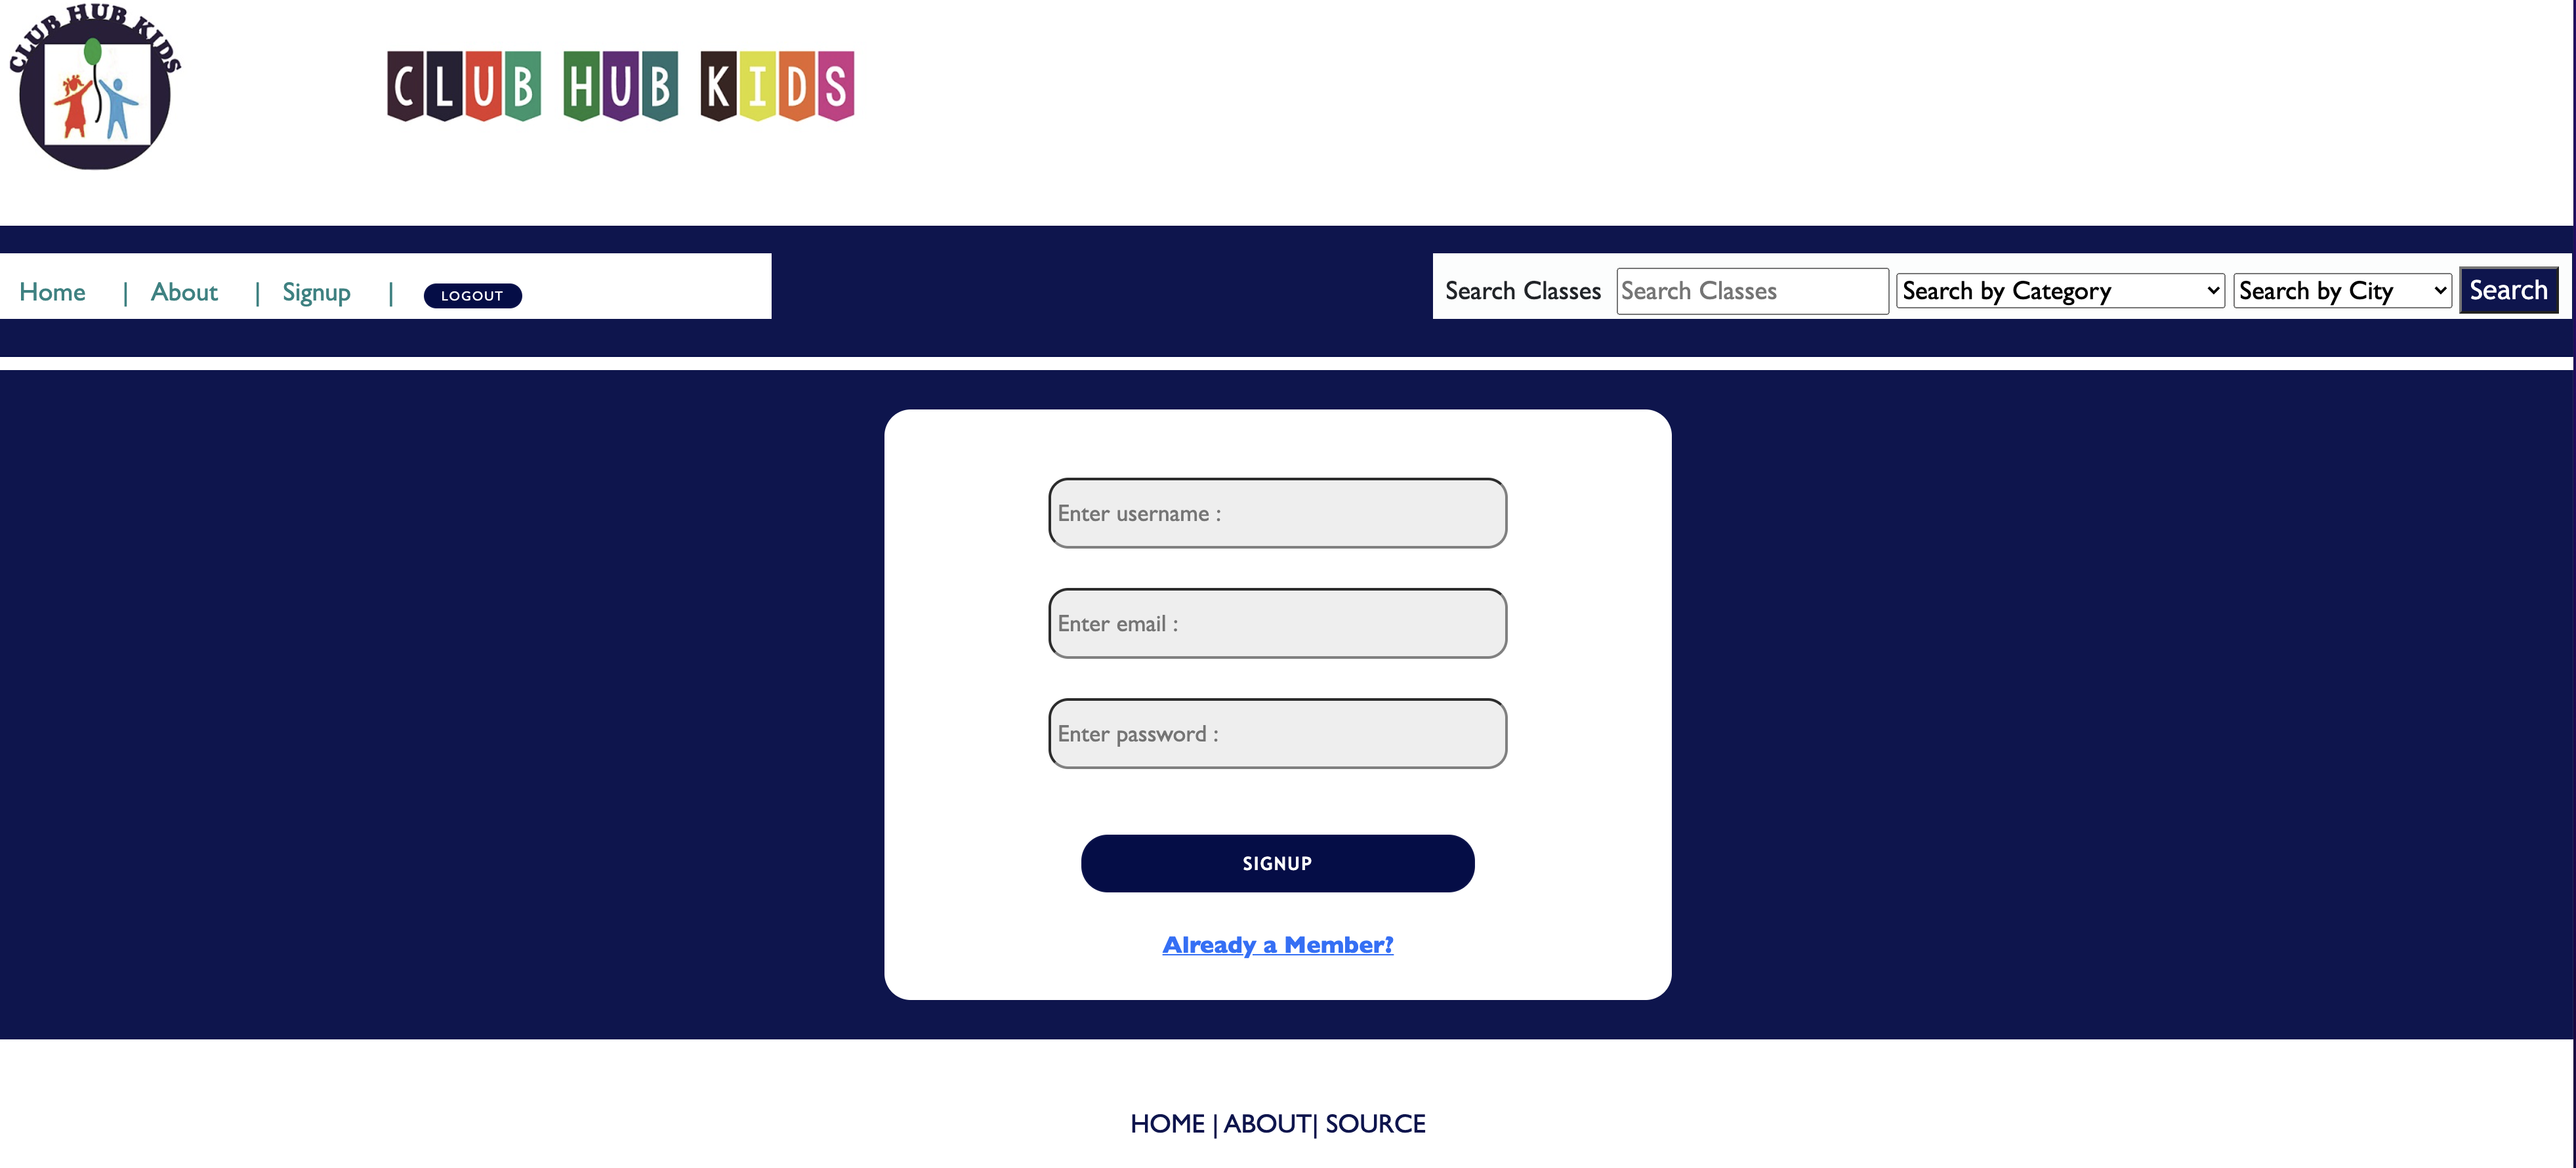 CLUB HUB KIDS
CLUB HUB KIDS
Home | About | Signup | LOGOUT
Search Classes Search Classes Search by Category Search by City Search
Enter username :
Enter email :
Enter password :
SIGNUP
Already a Member?
HOME | ABOUT| SOURCE